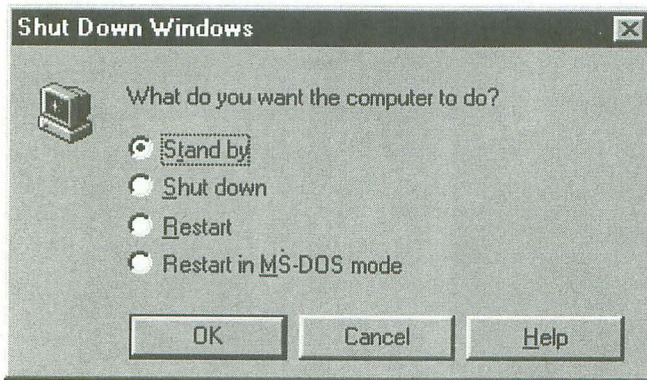 Shut Down Windows
What do you want the computer to do?
Stand by
Shut down
Restart
Restart in MS-DOS mode
OK
Cancel
Help